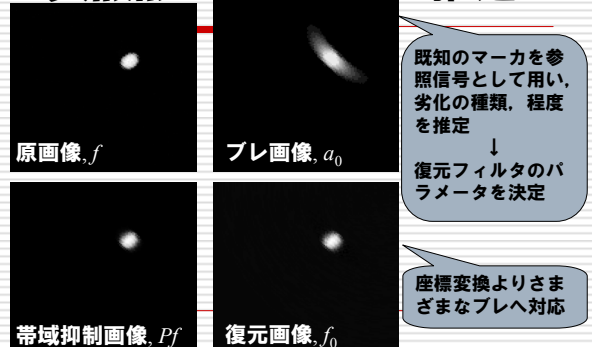 既知のマーカを参
照信号として用い,
劣化の種類, 程度
を推定
↓
復元フィルタのパ
ラメータを決定
原画像, f
ブレ画像, a₀
座標変換よりさま
ざまなブレへ対応
帯域抑制画像, Pf
復元画像, f₀